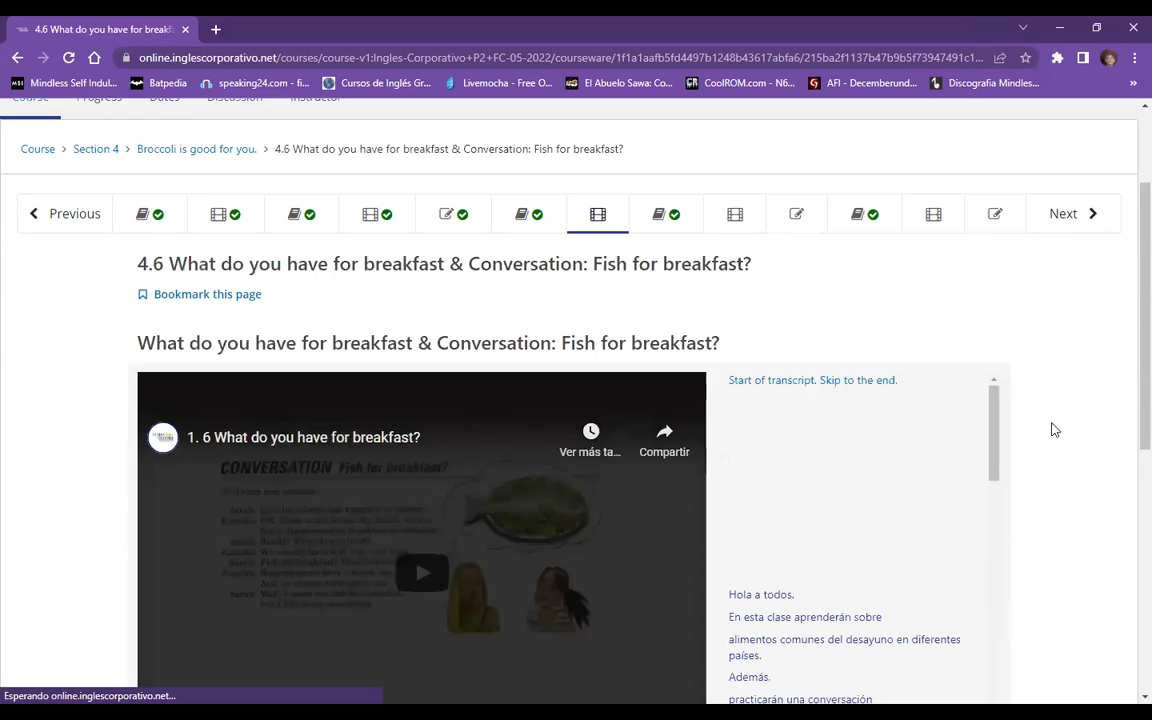 4.6 What do you have for breakf
online.inglescorporativo.net/courses/course-v1:Ingles-Corporativo+P2+FC-05-2022/courseware/1f1a1aafb5fd4497b1248b43617abfa6/215ba2f1137b47b9b5f73947491c1...
Mindless Self Indul... Batpedia speaking24.com - fi... Cursos de Inglés Gr... Livemocha - Free O... El Abuelo Sawa: Co... CoolROM.com - N6... AFI - Decemberund... Discografia Mindles... »
Course Progress Dates Discussion Instructor
Course > Section 4 > Broccoli is good for you. > 4.6 What do you have for breakfast & Conversation: Fish for breakfast?
Previous Next
4.6 What do you have for breakfast & Conversation: Fish for breakfast?
Bookmark this page
What do you have for breakfast & Conversation: Fish for breakfast?
Start of transcript. Skip to the end.
1. 6 What do you have for breakfast?
Ver más ta... Compartir
CONVERSATION Fish for breakfast?
Hola a todos.
En esta clase aprenderán sobre
alimentos comunes del desayuno en diferentes
países.
Además,
practicarán una conversación
Esperando online.inglescorporativo.net...